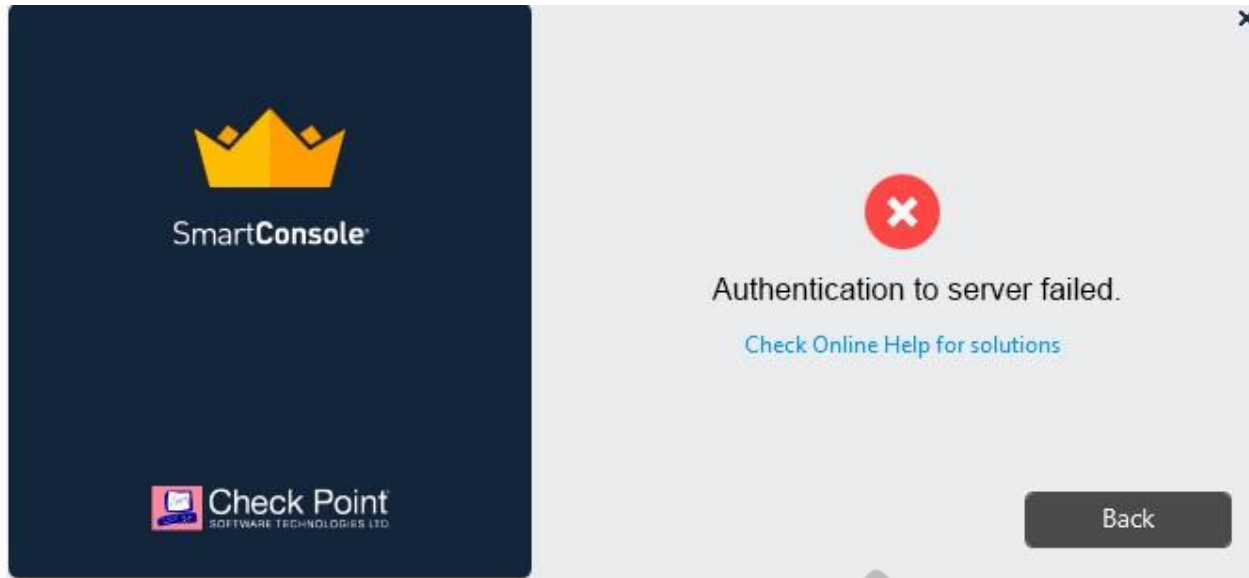 SmartConsole®
Check Point®
SOFTWARE TECHNOLOGIES LTD
Authentication to server failed.
Check Online Help for solutions
Back